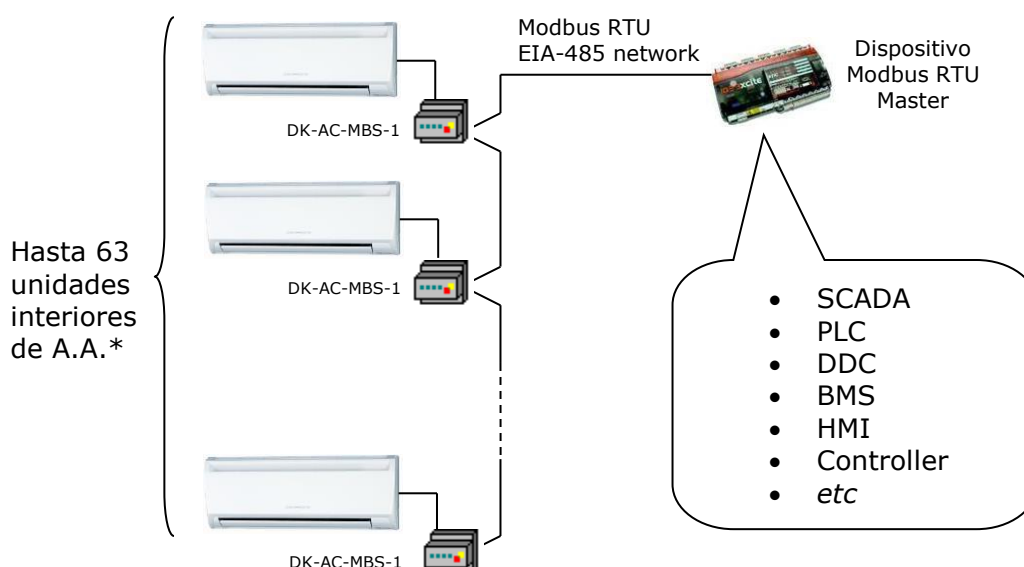 Modbus RTU
EIA-485 network
Dispositivo
Modbus RTU
Master
DK-AC-MBS-1
DK-AC-MBS-1
Hasta 63
unidades
interiores
de A.A.*
• SCADA
• PLC
• DDC
• BMS
• HMI
• Controller
• etc
DK-AC-MBS-1